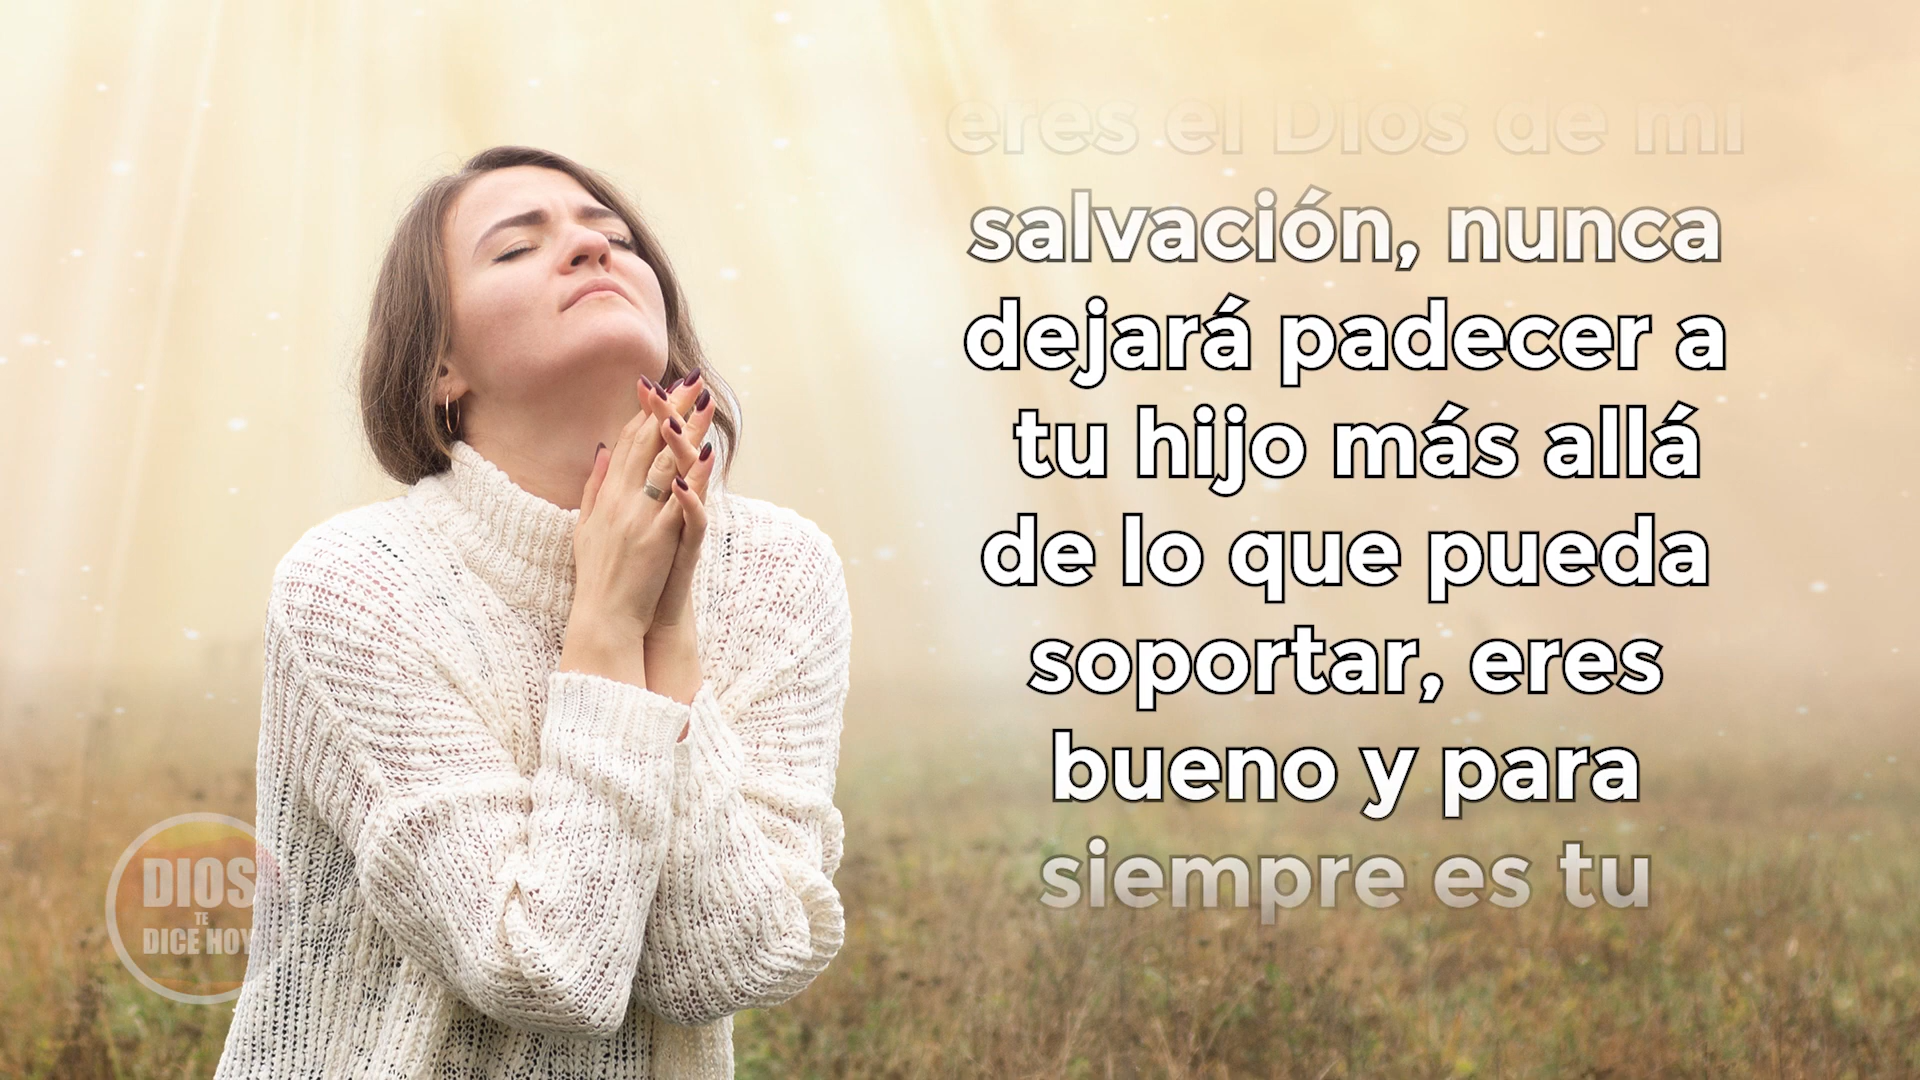 eres el Dios de mi
salvación, nunca
dejará padecer a
tu hijo más allá
de lo que pueda
soportar, eres
bueno y para
siempre es tu
DIOS
TE
DICE HOY